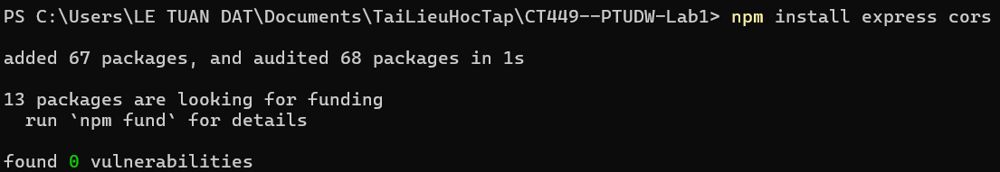 PS C:\Users\LE TUAN DAT\Documents\TaiLieuHocTap\CT449--PTUDW-Lab1> npm install express cors
added 67 packages, and audited 68 packages in 1s
13 packages are looking for funding
  run `npm fund` for details
found 0 vulnerabilities